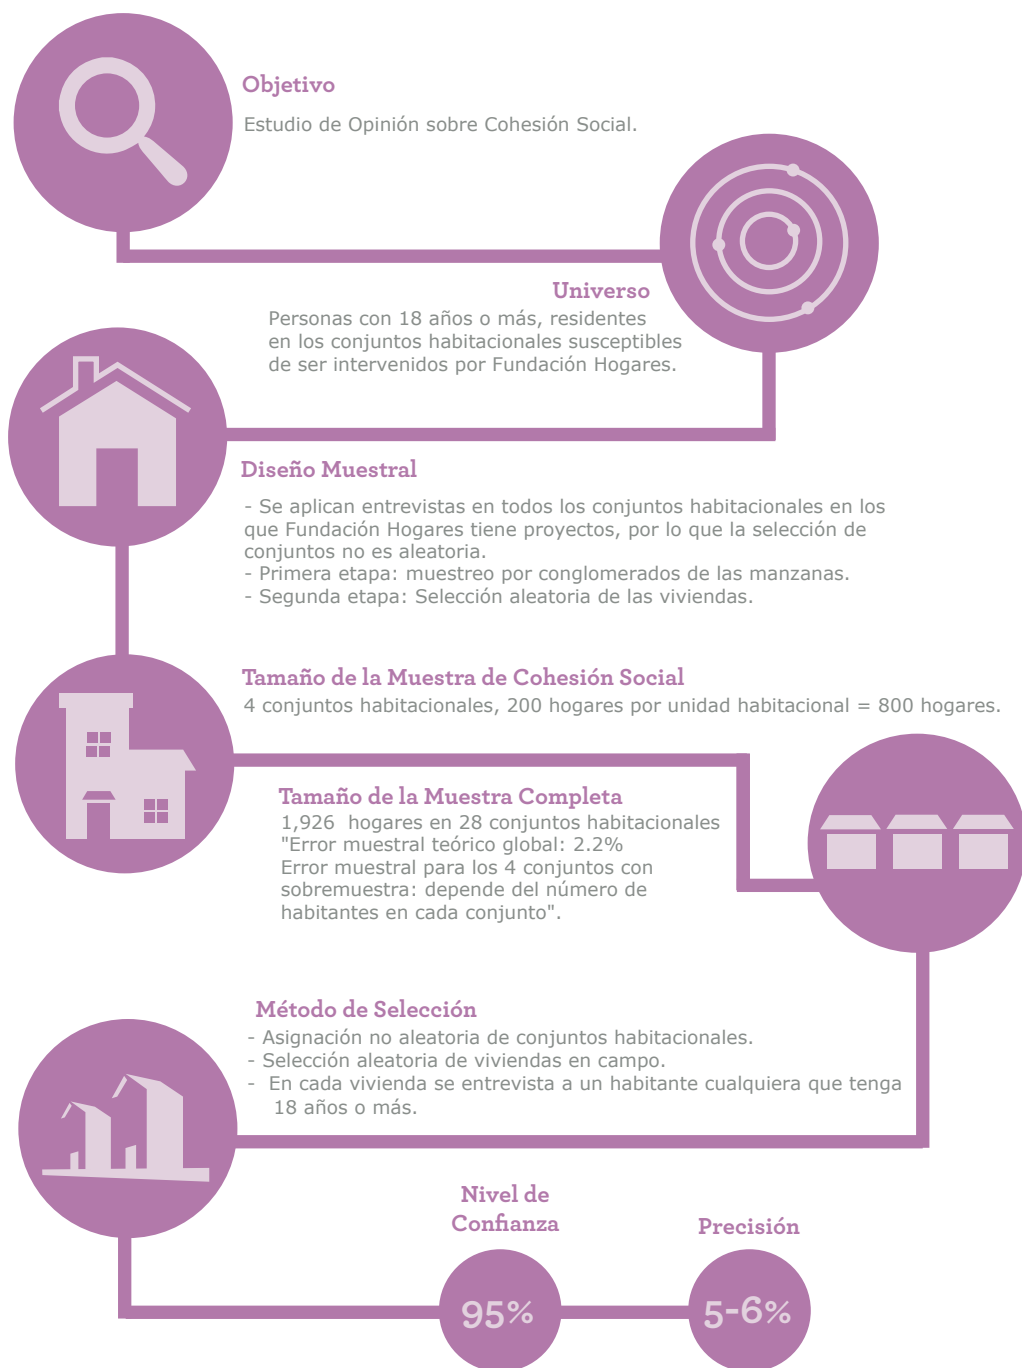 Objetivo
Estudio de Opinión sobre Cohesión Social.
Universo
Personas con 18 años o más, residentes
en los conjuntos habitacionales susceptibles
de ser intervenidos por Fundación Hogares.
Diseño Muestral
- Se aplican entrevistas en todos los conjuntos habitacionales en los
que Fundación Hogares tiene proyectos, por lo que la selección de
conjuntos no es aleatoria.
- Primera etapa: muestreo por conglomerados de las manzanas.
- Segunda etapa: Selección aleatoria de las viviendas.
Tamaño de la Muestra de Cohesión Social
4 conjuntos habitacionales, 200 hogares por unidad habitacional = 800 hogares.
Tamaño de la Muestra Completa
1,926 hogares en 28 conjuntos habitacionales
"Error muestral teórico global: 2.2%
Error muestral para los 4 conjuntos con
sobremuestra: depende del número de
habitantes en cada conjunto".
Método de Selección
- Asignación no aleatoria de conjuntos habitacionales.
- Selección aleatoria de viviendas en campo.
- En cada vivienda se entrevista a un habitante cualquiera que tenga
18 años o más.
Nivel de
Confianza
95%
Precisión
5-6%